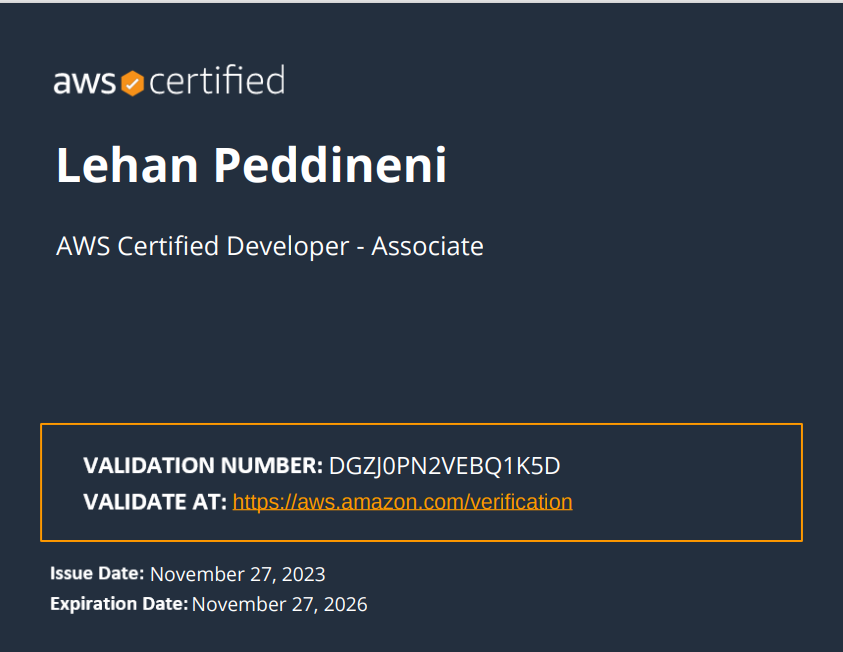 aws certified
Lehan Peddineni
AWS Certified Developer - Associate
VALIDATION NUMBER: DGZJ0PN2VEBQ1K5D
VALIDATE AT: https://aws.amazon.com/verification
Issue Date: November 27, 2023
Expiration Date: November 27, 2026